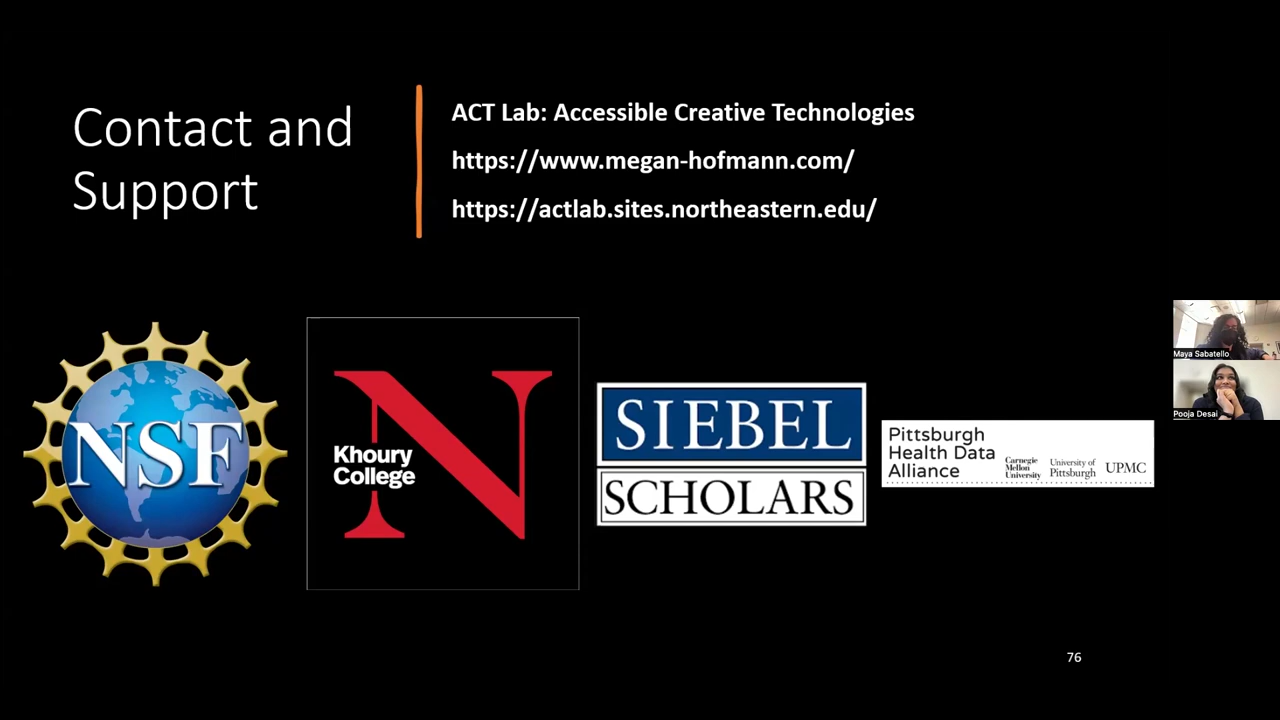 Contact and
Support
ACT Lab: Accessible Creative Technologies
https://www.megan-hofmann.com/
https://actlab.sites.northeastern.edu/
NSF
Khoury
College
N
SIEBEL
SCHOLARS
Pittsburgh
Health Data
Alliance
Carnegie
Mellon
University
University of
Pittsburgh
UPMC
Maya Sabatello
Pooja Desai
76